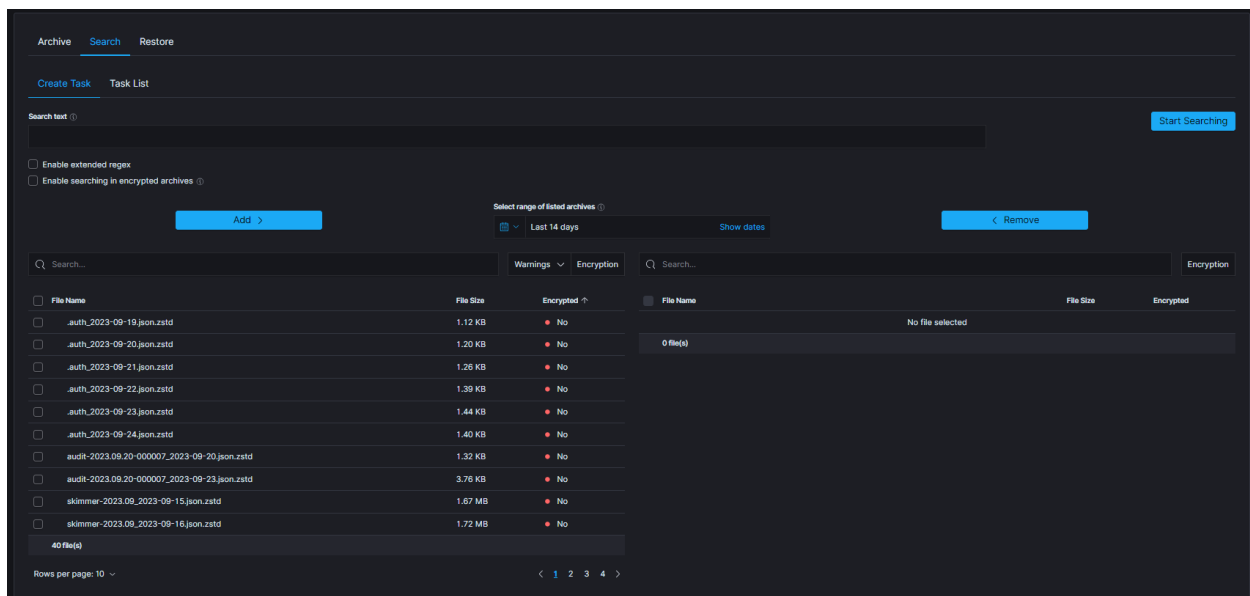 Archive Search Restore
Create Task Task List
Search text
Start Searching
Enable extended regex
Enable searching in encrypted archives
Select range of listed archives
Add >
Last 14 days Show dates
< Remove
Search... Warnings Encryption
Search... Encryption
File Name File Size Encrypted ↑
File Name File Size Encrypted
.auth_2023-09-19.json.zstd 1.12 KB No
No file selected
.auth_2023-09-20.json.zstd 1.20 KB No
0 file(s)
.auth_2023-09-21.json.zstd 1.26 KB No
.auth_2023-09-22.json.zstd 1.39 KB No
.auth_2023-09-23.json.zstd 1.44 KB No
.auth_2023-09-24.json.zstd 1.40 KB No
audit-2023.09.20-000007_2023-09-20.json.zstd 1.32 KB No
audit-2023.09.20-000007_2023-09-23.json.zstd 3.76 KB No
skimmer-2023.09_2023-09-15.json.zstd 1.67 MB No
skimmer-2023.09_2023-09-16.json.zstd 1.72 MB No
40 file(s)
Rows per page: 10 < 1 2 3 4 >